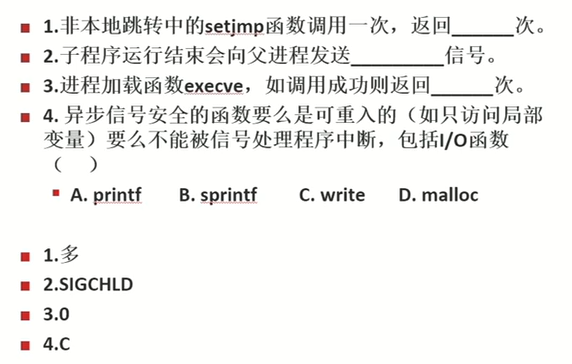 1.非本地跳转中的setjmp函数调用一次，返回______次。
2.子程序运行结束会向父进程发送_________信号。
3.进程加载函数execve，如调用成功则返回______次。
4. 异步信号安全的函数要么是可重入的（如只访问局部
变量）要么不能被信号处理程序中断，包括I/O函数
（ ）
A. printf B. sprintf C. write D. malloc
1.多
2.SIGCHLD
3.0
4.C